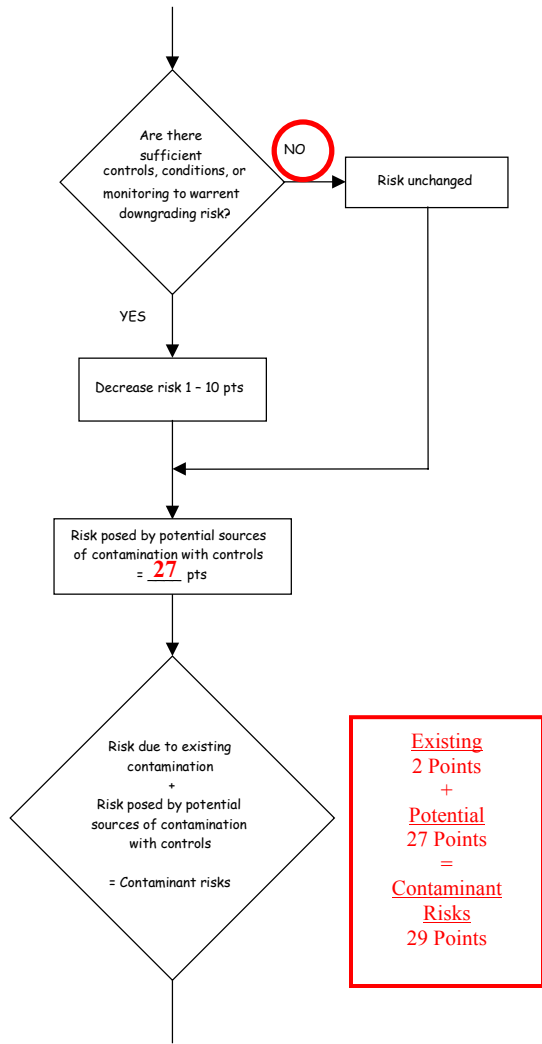 Are there
sufficient
controls, conditions, or
monitoring to warrent
downgrading risk?
NO
Risk unchanged
YES
Decrease risk 1 – 10 pts
Risk posed by potential sources
of contamination with controls
= 27 pts
Risk due to existing
contamination
+
Risk posed by potential
sources of contamination
with controls
= Contaminant risks
Existing
2 Points
+
Potential
27 Points
=
Contaminant
Risks
29 Points